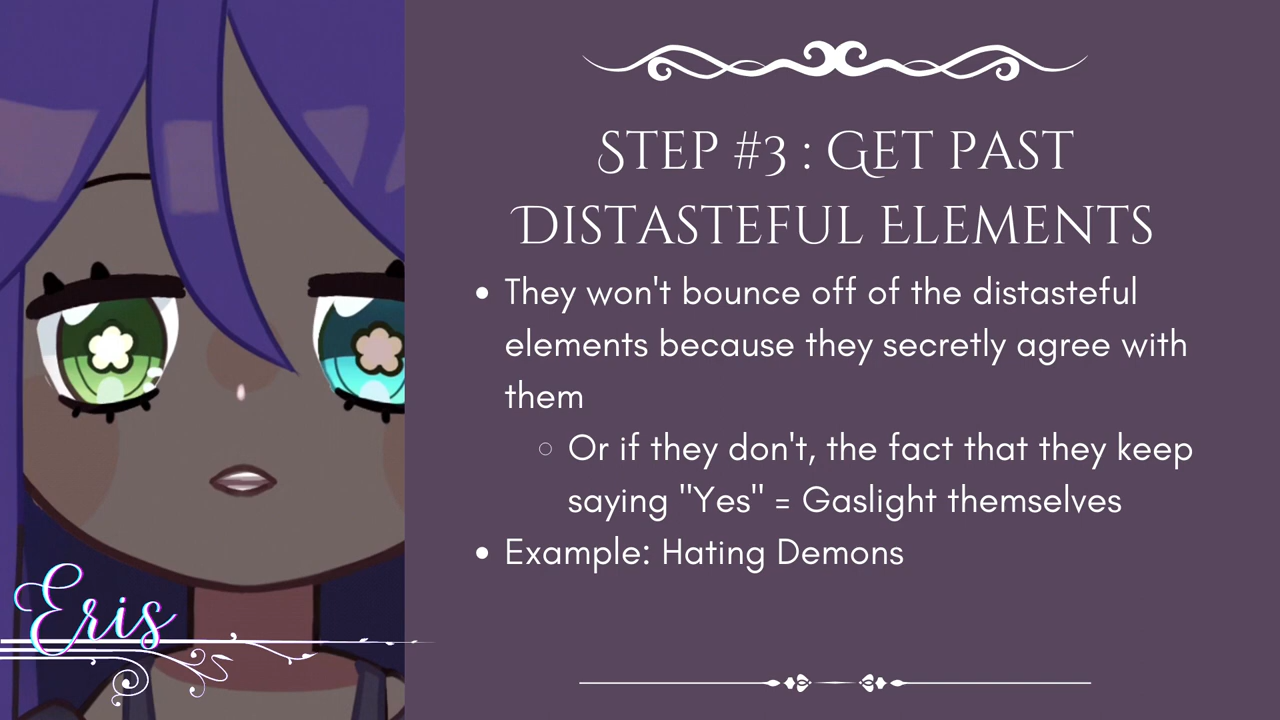 Step #3 : Get past
Distasteful Elements
• They won't bounce off of the distasteful
elements because they secretly agree with
them
○ Or if they don't, the fact that they keep
saying "Yes" = Gaslight themselves
• Example: Hating Demons
Eris